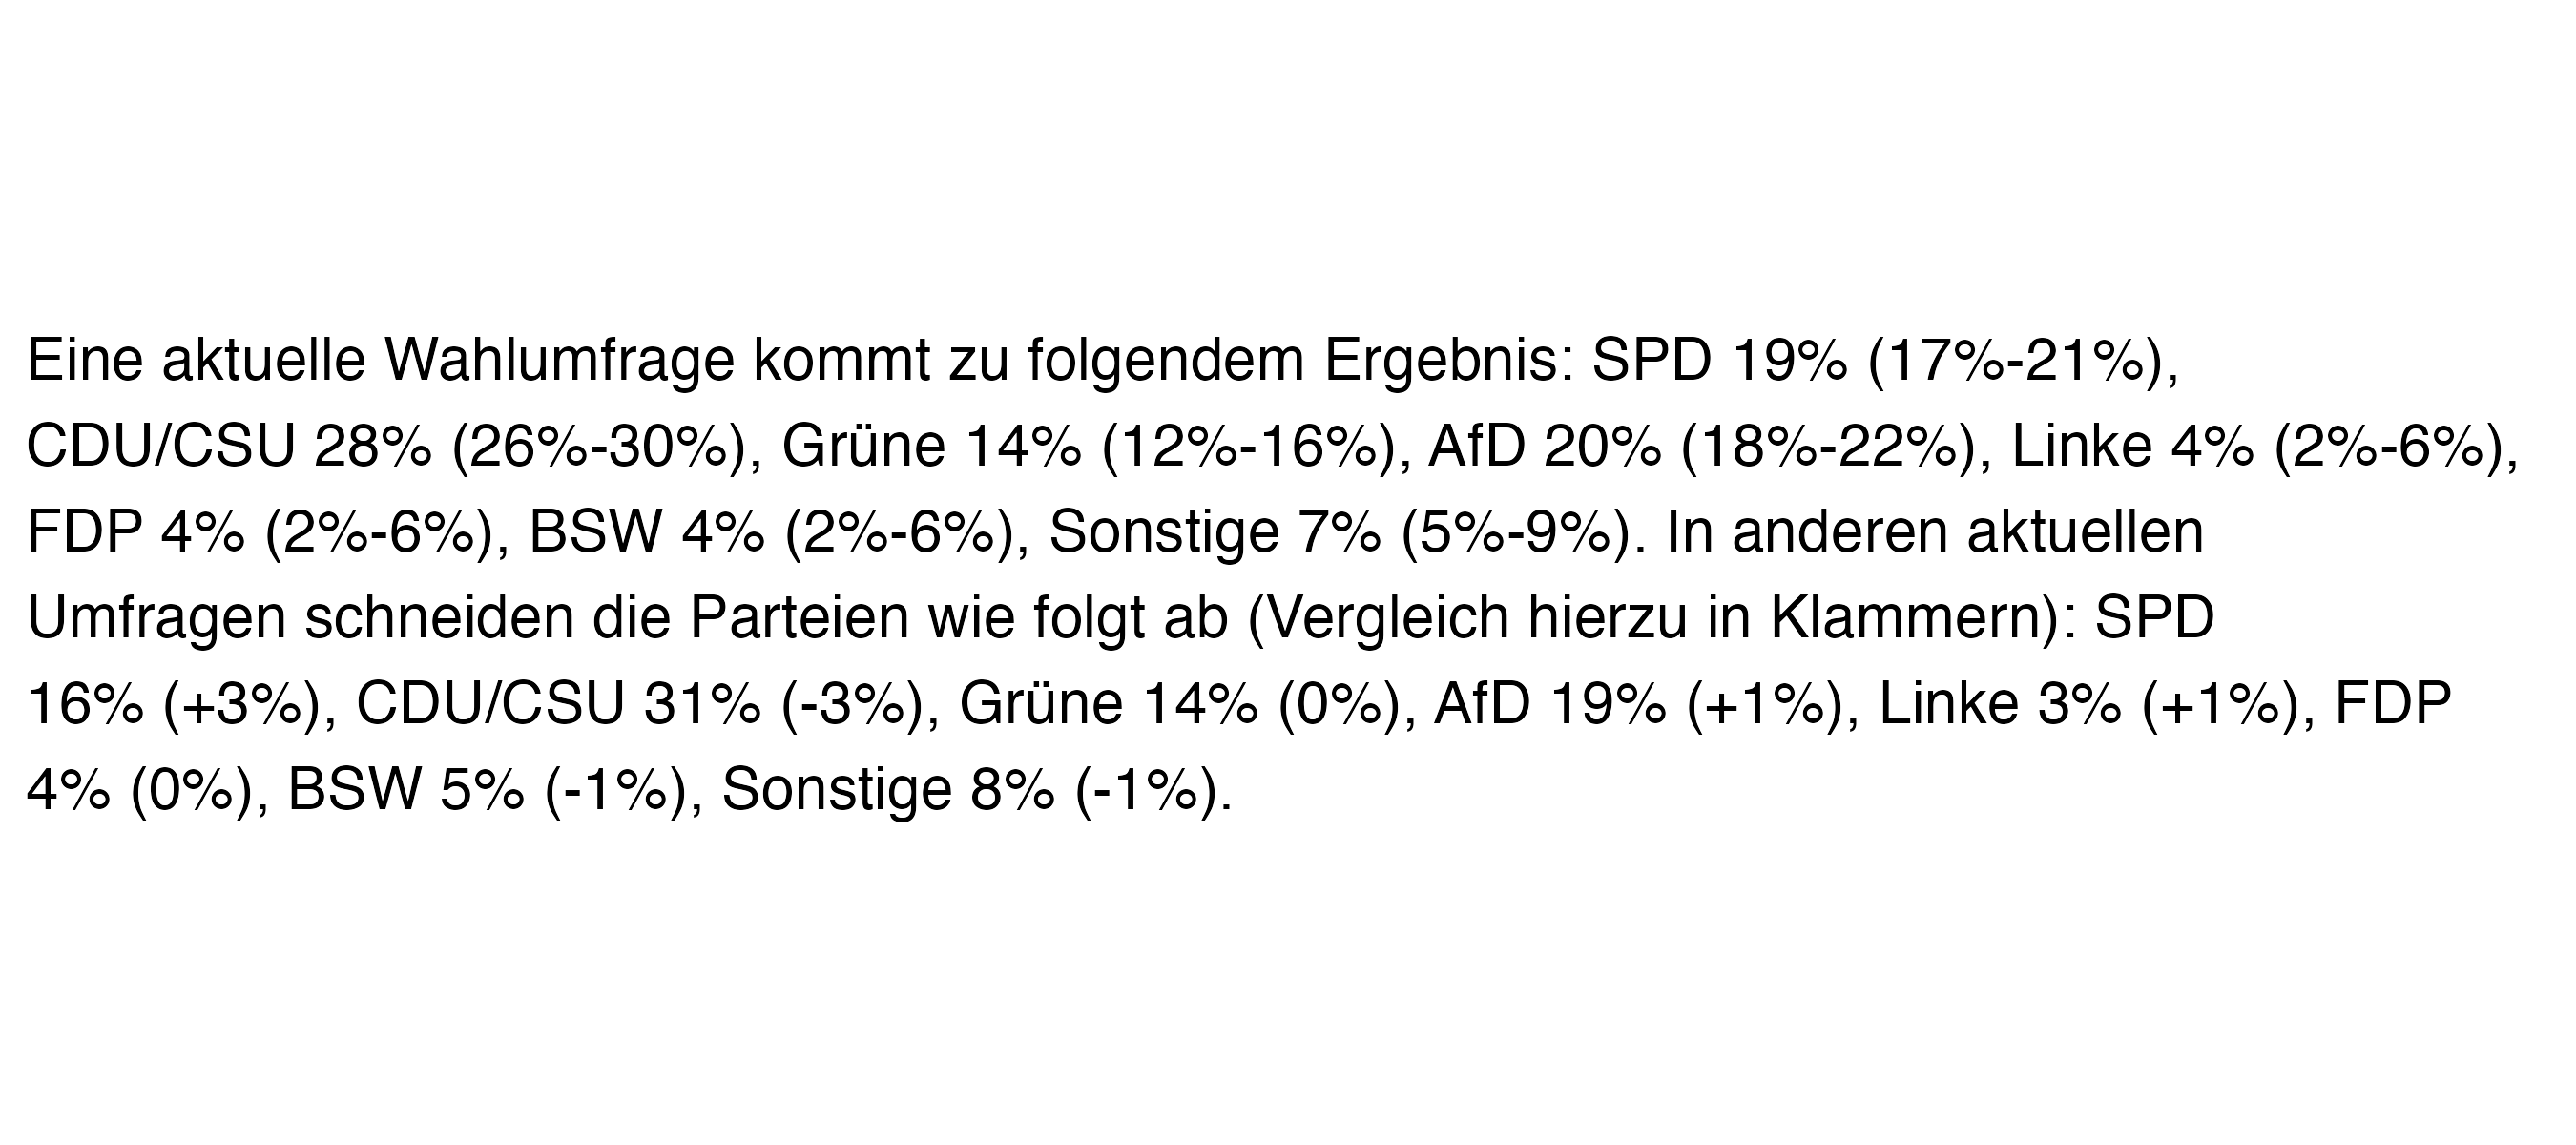 Eine aktuelle Wahlumfrage kommt zu folgendem Ergebnis: SPD 19% (17%-21%),
CDU/CSU 28% (26%-30%), Grüne 14% (12%-16%), AfD 20% (18%-22%), Linke 4% (2%-6%),
FDP 4% (2%-6%), BSW 4% (2%-6%), Sonstige 7% (5%-9%). In anderen aktuellen
Umfragen schneiden die Parteien wie folgt ab (Vergleich hierzu in Klammern): SPD
16% (+3%), CDU/CSU 31% (-3%), Grüne 14% (0%), AfD 19% (+1%), Linke 3% (+1%), FDP
4% (0%), BSW 5% (-1%), Sonstige 8% (-1%).